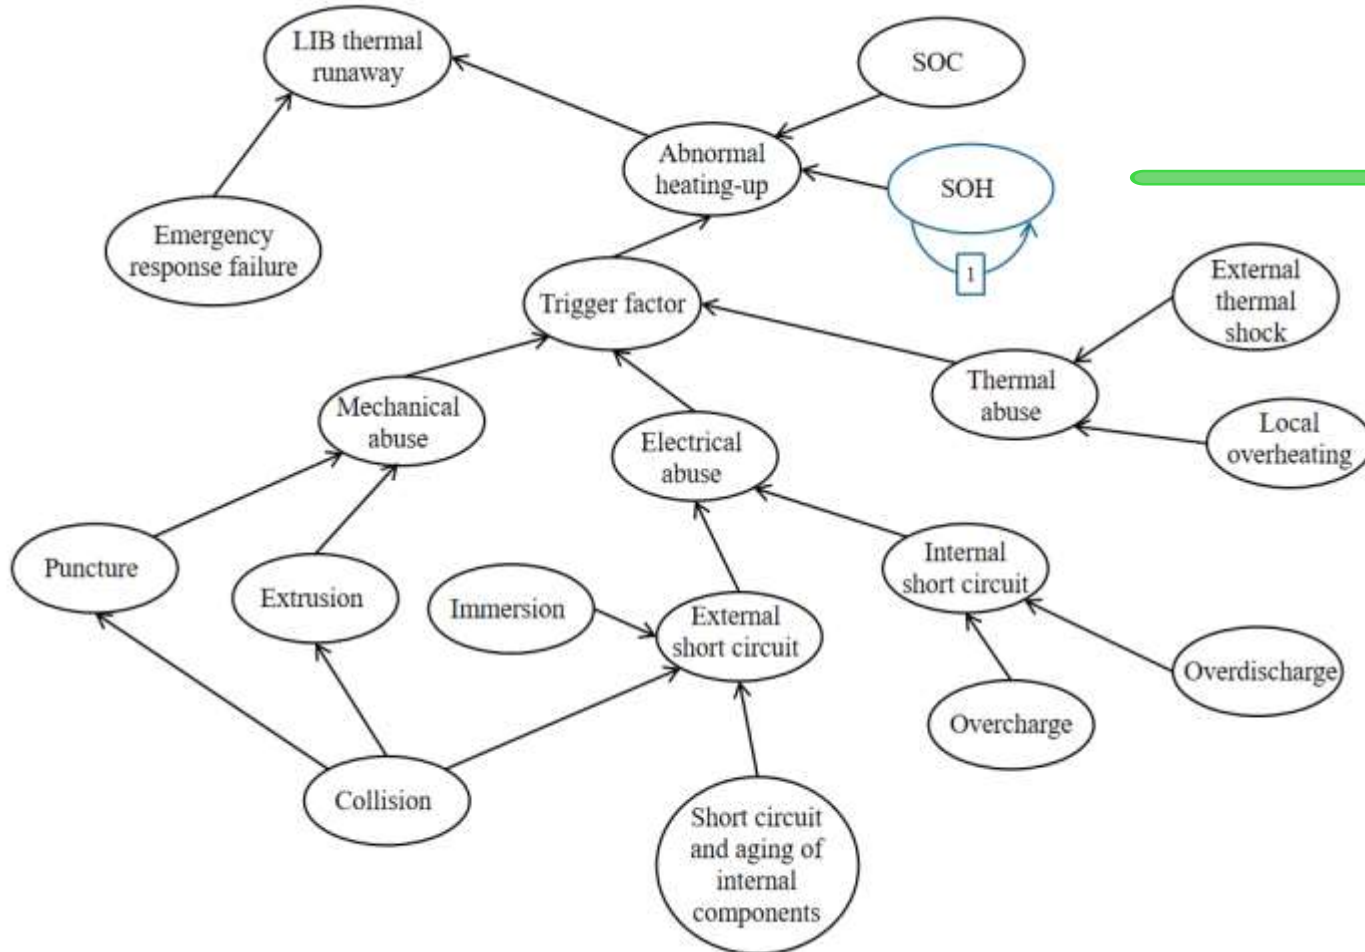 LIB thermal
runaway
SOC
Abnormal
heating-up
SOH
1
Emergency
response failure
External
thermal
shock
Trigger factor
Thermal
abuse
Mechanical
abuse
Local
overheating
Electrical
abuse
Internal
short circuit
Puncture
Extrusion
Immersion
External
short circuit
Overdischarge
Overcharge
Collision
Short circuit
and aging of
internal
components